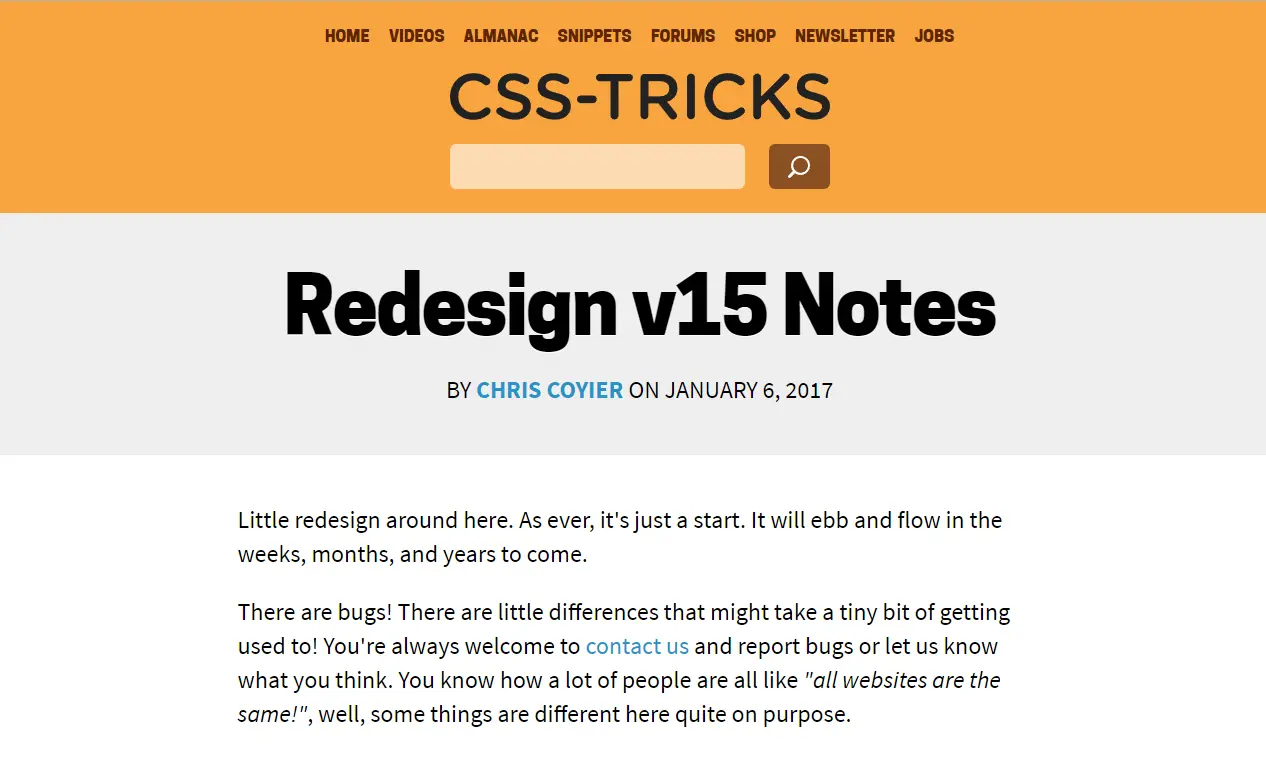 HOME VIDEOS ALMANAC SNIPPETS FORUMS SHOP NEWSLETTER JOBS
CSS-TRICKS
Redesign v15 Notes
BY CHRIS COYIER ON JANUARY 6, 2017
Little redesign around here. As ever, it's just a start. It will ebb and flow in the
weeks, months, and years to come.
There are bugs! There are little differences that might take a tiny bit of getting
used to! You're always welcome to contact us and report bugs or let us know
what you think. You know how a lot of people are all like "all websites are the
same!", well, some things are different here quite on purpose.